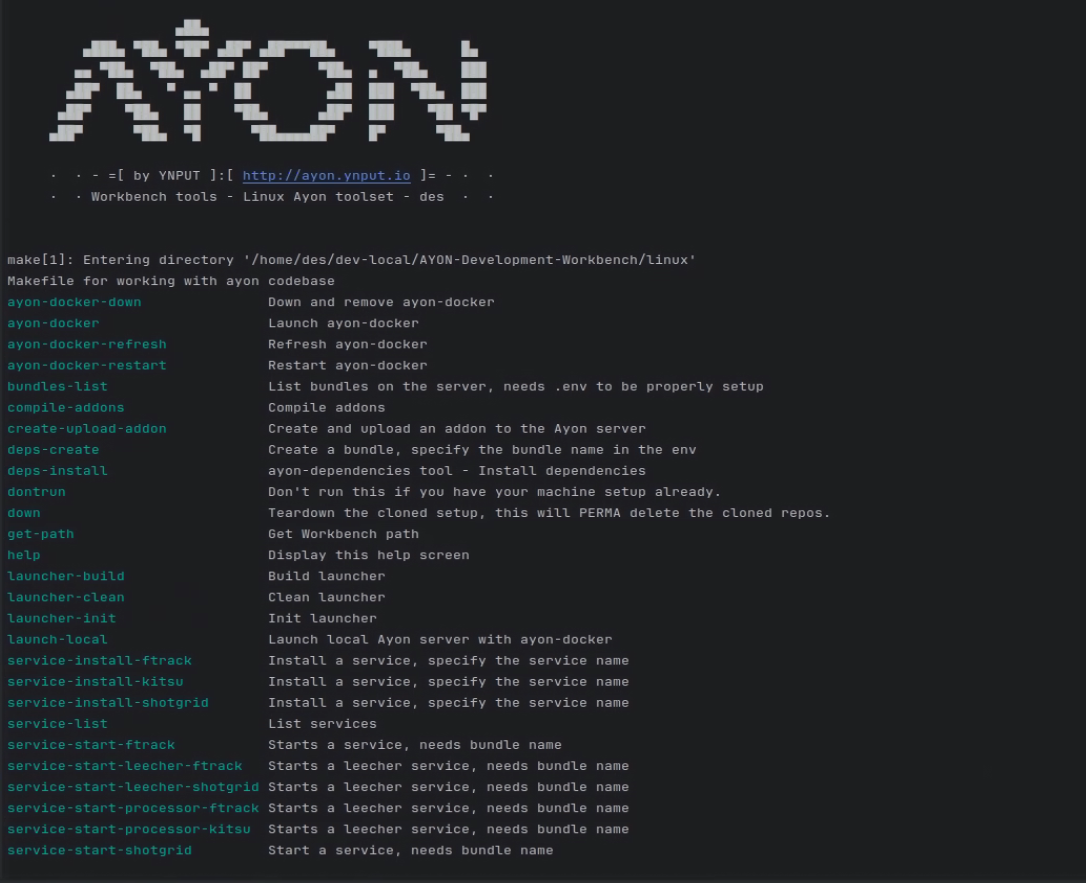 AYON
· · - =[ by YNPUT ]:[ http://ayon.ynput.io ]= - · ·
· · Workbench tools - Linux Ayon toolset - des · ·
make[1]: Entering directory '/home/des/dev-local/AYON-Development-Workbench/linux'
Makefile for working with ayon codebase
ayon-docker-down Down and remove ayon-docker
ayon-docker Launch ayon-docker
ayon-docker-refresh Refresh ayon-docker
ayon-docker-restart Restart ayon-docker
bundles-list List bundles on the server, needs .env to be properly setup
compile-addons Compile addons
create-upload-addon Create and upload an addon to the Ayon server
deps-create Create a bundle, specify the bundle name in the env
deps-install ayon-dependencies tool - Install dependencies
dontrun Don't run this if you have your machine setup already.
down Teardown the cloned setup, this will PERMA delete the cloned repos.
get-path Get Workbench path
help Display this help screen
launcher-build Build launcher
launcher-clean Clean launcher
launcher-init Init launcher
launch-local Launch local Ayon server with ayon-docker
service-install-ftrack Install a service, specify the service name
service-install-kitsu Install a service, specify the service name
service-install-shotgrid Install a service, specify the service name
service-list List services
service-start-ftrack Starts a service, needs bundle name
service-start-leecher-ftrack Starts a leecher service, needs bundle name
service-start-leecher-shotgrid Starts a leecher service, needs bundle name
service-start-processor-ftrack Starts a leecher service, needs bundle name
service-start-processor-kitsu Starts a leecher service, needs bundle name
service-start-shotgrid Start a service, needs bundle name